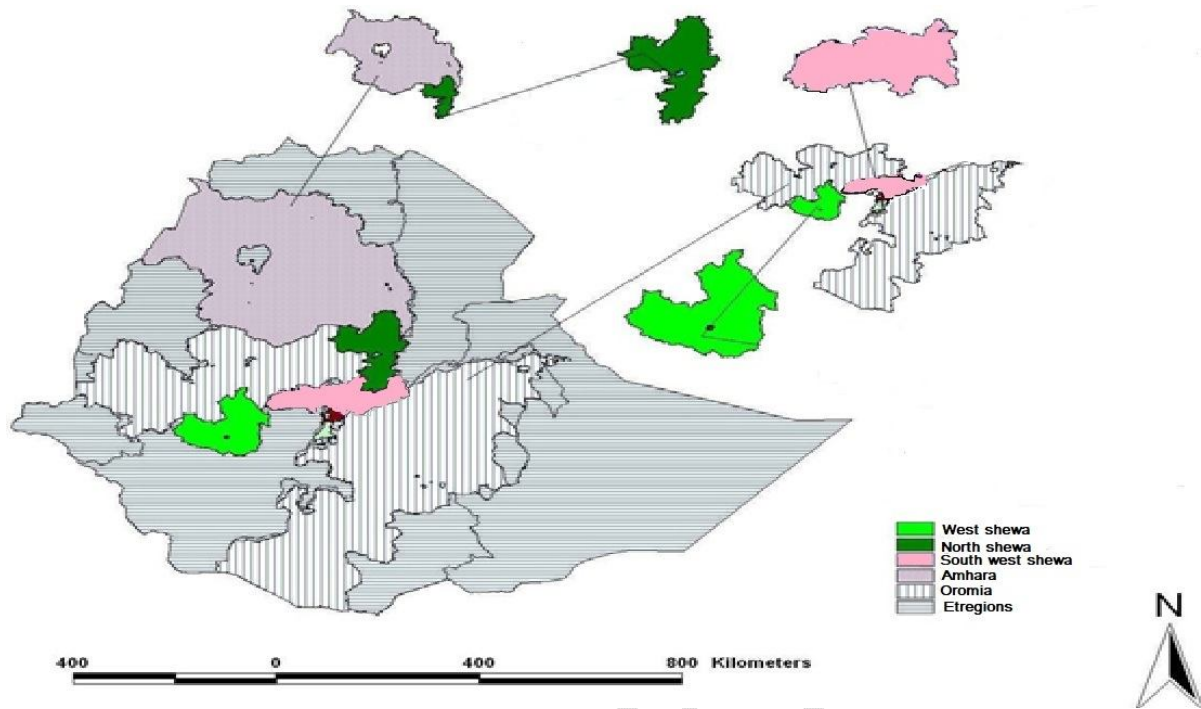 West shewa
North shewa
South west shewa
Amhara
Oromia
Etregions
N
400 0 400 800 Kilometers